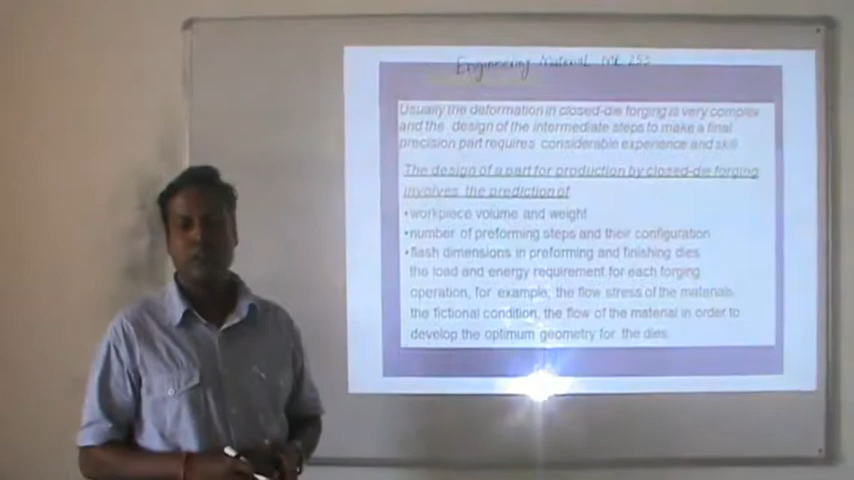 Engineering Material ME 253
Usually the deformation in closed-die forging is very complex
and the design of the intermediate steps to make a final
precision part requires considerable experience and skill
The design of a part for production by closed-die forging
involves the prediction of
•workpiece volume and weight
•number of preforming steps and their configuration
•flash dimensions in preforming and finishing dies
the load and energy requirement for each forging
operation, for example, the flow stress of the materials,
the fictional condition, the flow of the material in order to
develop the optimum geometry for the dies.